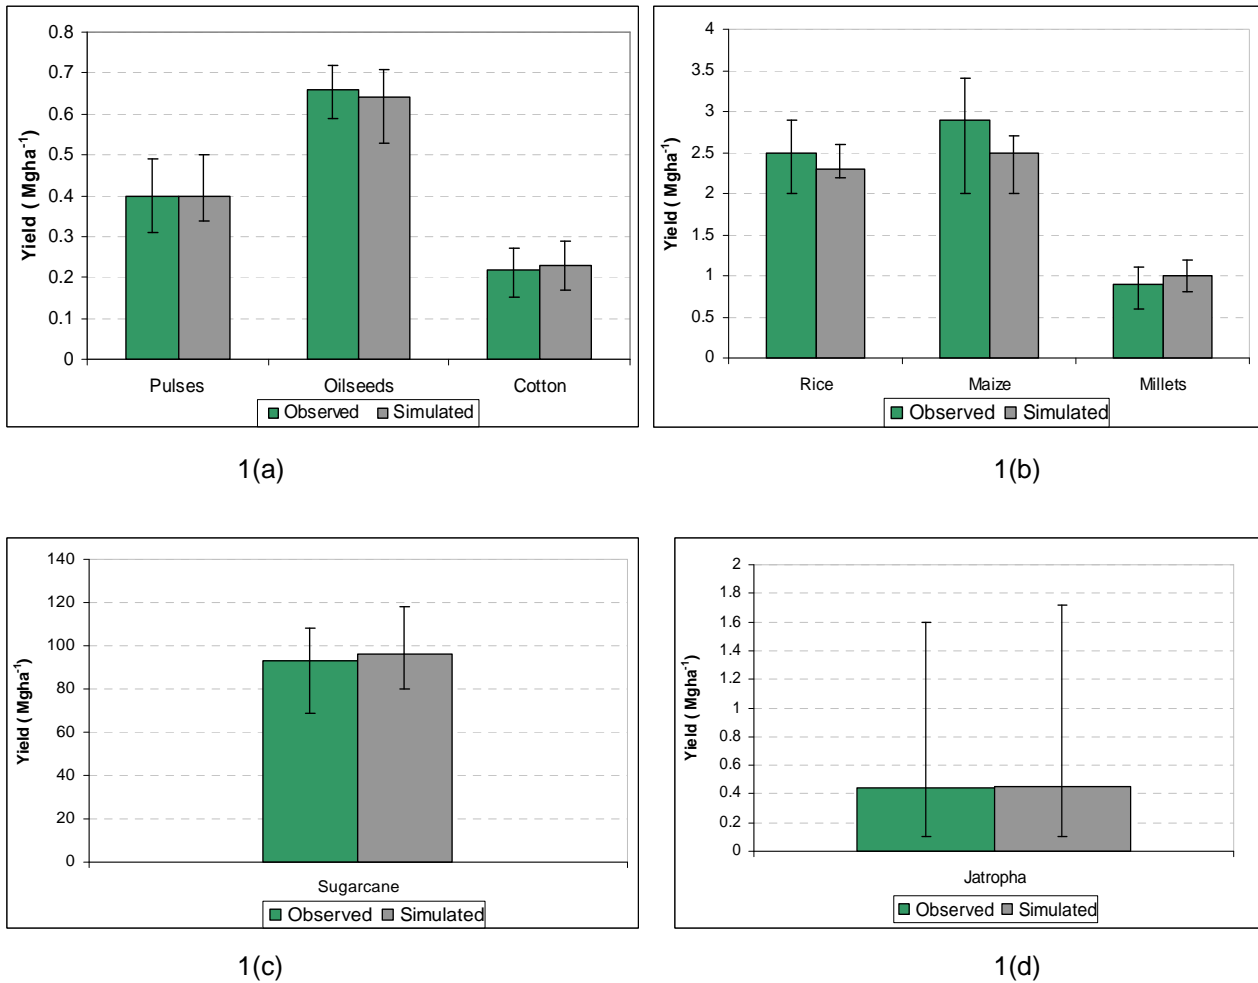 0.8
0.7
0.6
0.5
0.4
0.3
0.2
0.1
0
Yield ( Mgha⁻¹)
Pulses Oilseeds Cotton
Observed Simulated
1(a)
4
3.5
3
2.5
2
1.5
1
0.5
0
Yield ( Mgha⁻¹)
Rice Maize Millets
Observed Simulated
1(b)
140
120
100
80
60
40
20
0
Yield ( Mgha⁻¹)
Sugarcane
Observed Simulated
1(c)
2
1.8
1.6
1.4
1.2
1
0.8
0.6
0.4
0.2
0
Yield ( Mgha⁻¹)
Jatropha
Observed Simulated
1(d)